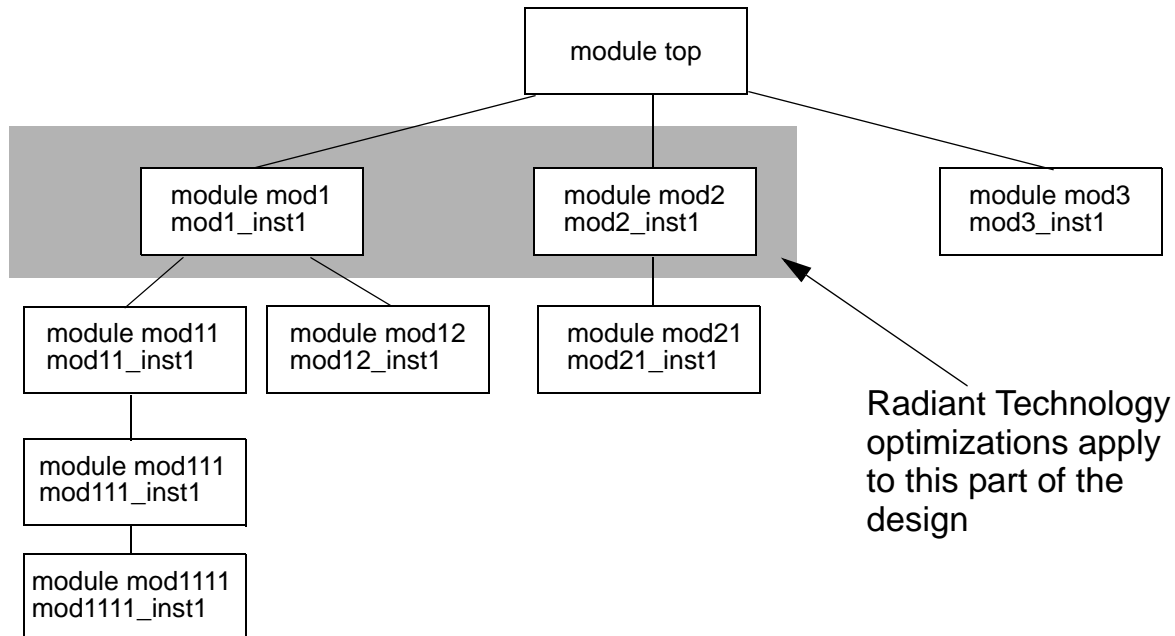 module top
module mod1
mod1_inst1
module mod2
mod2_inst1
module mod3
mod3_inst1
module mod11
mod11_inst1
module mod12
mod12_inst1
module mod21
mod21_inst1
Radiant Technology
optimizations apply
to this part of the
design
module mod111
mod111_inst1
module mod1111
mod1111_inst1